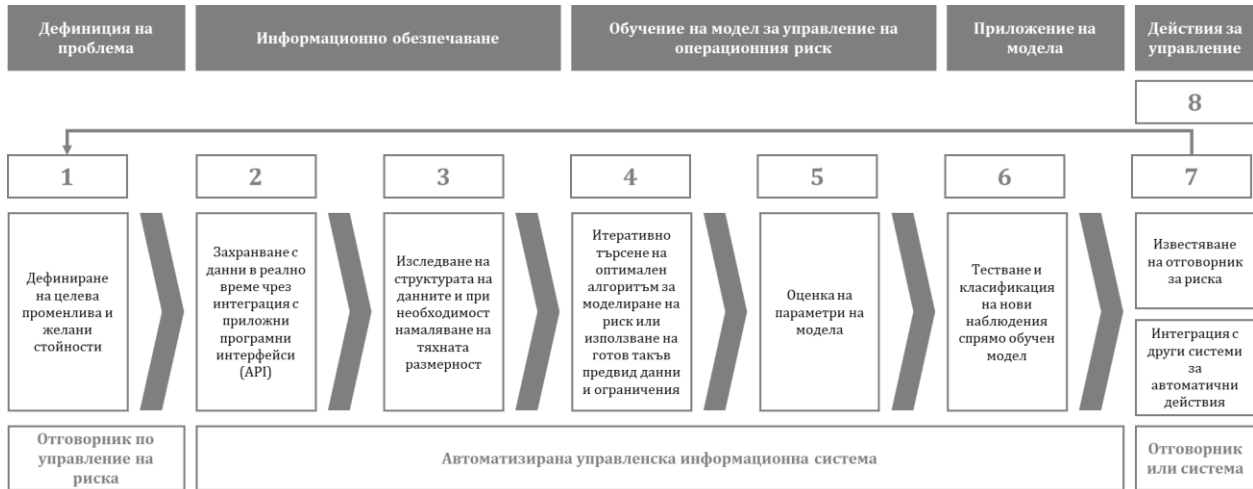 Дефиниция на
проблема
Информационно обезпечаване
Обучение на модел за управление на
операционния риск
Приложение на
модела
Действия за
управление
8
1
2
3
4
5
6
7
Дефиниране
на целева
променлива и
желани
стойности
Захранване с
данни в реално
време чрез
интеграция с
приложни
програмни
интерфейси
(API)
Изследване на
структурата на
данните и при
необходимост
намаляване на
тяхната
размерност
Итеративно
търсене на
оптимален
алгоритъм за
моделиране на
риск или
използване на
готов такъв
предвид данни
и ограничения
Оценка на
параметри на
модела
Тестване и
класификация
на нови
наблюдения
спрямо обучен
модел
Известяване
на отговорник
за риска
Интеграция с
други системи
за
автоматични
действия
Отговорник по
управление на
риска
Автоматизирана управленска информационна система
Отговорник
или система